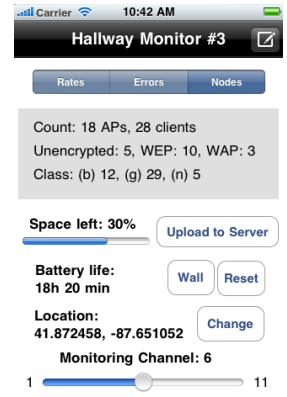 Carrier 10:42 AM
Hallway Monitor #3
Rates Errors Nodes
Count: 18 APs, 28 clients
Unencrypted: 5, WEP: 10, WAP: 3
Class: (b) 12, (g) 29, (n) 5
Space left: 30%
Upload to Server
Battery life:
18h 20 min
Wall Reset
Location:
41.872458, -87.651052
Change
Monitoring Channel: 6
1 11